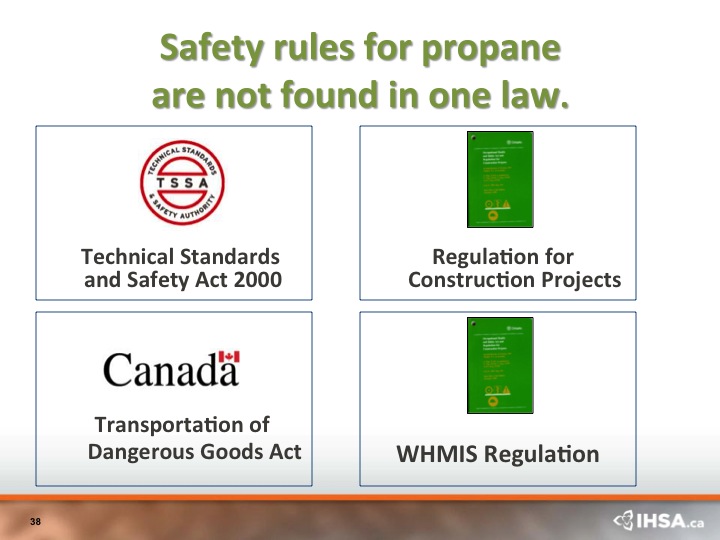 Safety rules for propane
are not found in one law.
TECHNICAL STANDARDS
TSSA
& SAFETY AUTHORITY
Technical Standards
and Safety Act 2000
Regulation for
Construction Projects
Canada
Transportation of
Dangerous Goods Act
WHMIS Regulation
38
IHSA.ca